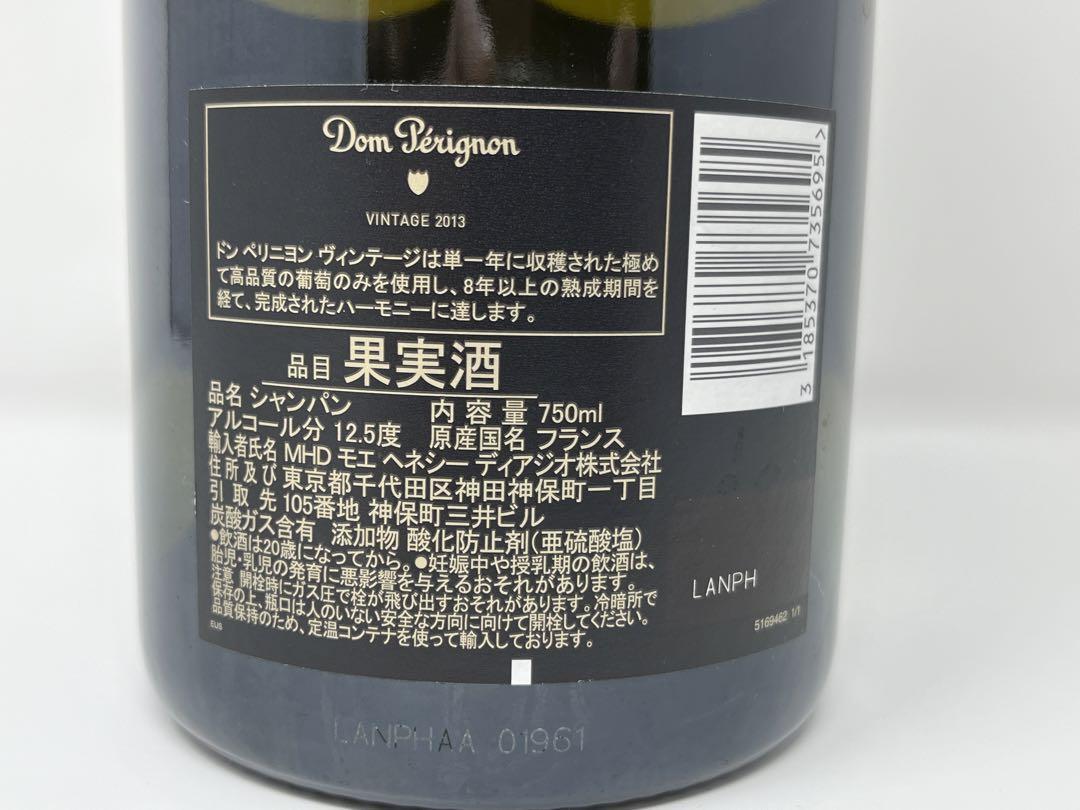 Dom Pérignon
VINTAGE 2013
ドン ペリニヨン ヴィンテージは単一年に収穫された極め
て高品質の葡萄のみを使用し、8年以上の熟成期間を
経て、完成されたハーモニーに達します。
品目 果実酒
品名 シャンパン 内容量 750ml
アルコール分 12.5度 原産国名 フランス
輸入者氏名 MHD モエ ヘネシー ディアジオ株式会社
住所及び 東京都千代田区神田神保町一丁目
引取先 105番地 神保町三井ビル
炭酸ガス含有 添加物 酸化防止剤(亜硫酸塩)
●飲酒は20歳になってから。●妊娠中や授乳期の飲酒は、
胎児・乳児の発育に悪影響を与えるおそれがあります。
注意 開栓時にガス圧で栓が飛び出すおそれがあります。冷暗所で
保存の上、瓶口は人のいない安全な方向に向けて開栓してください。
品質保持のため、定温コンテナを使って輸入しております。
EUS
3 185370 735695 >
LANPH
5169462 1/1
LANPHAA 01961